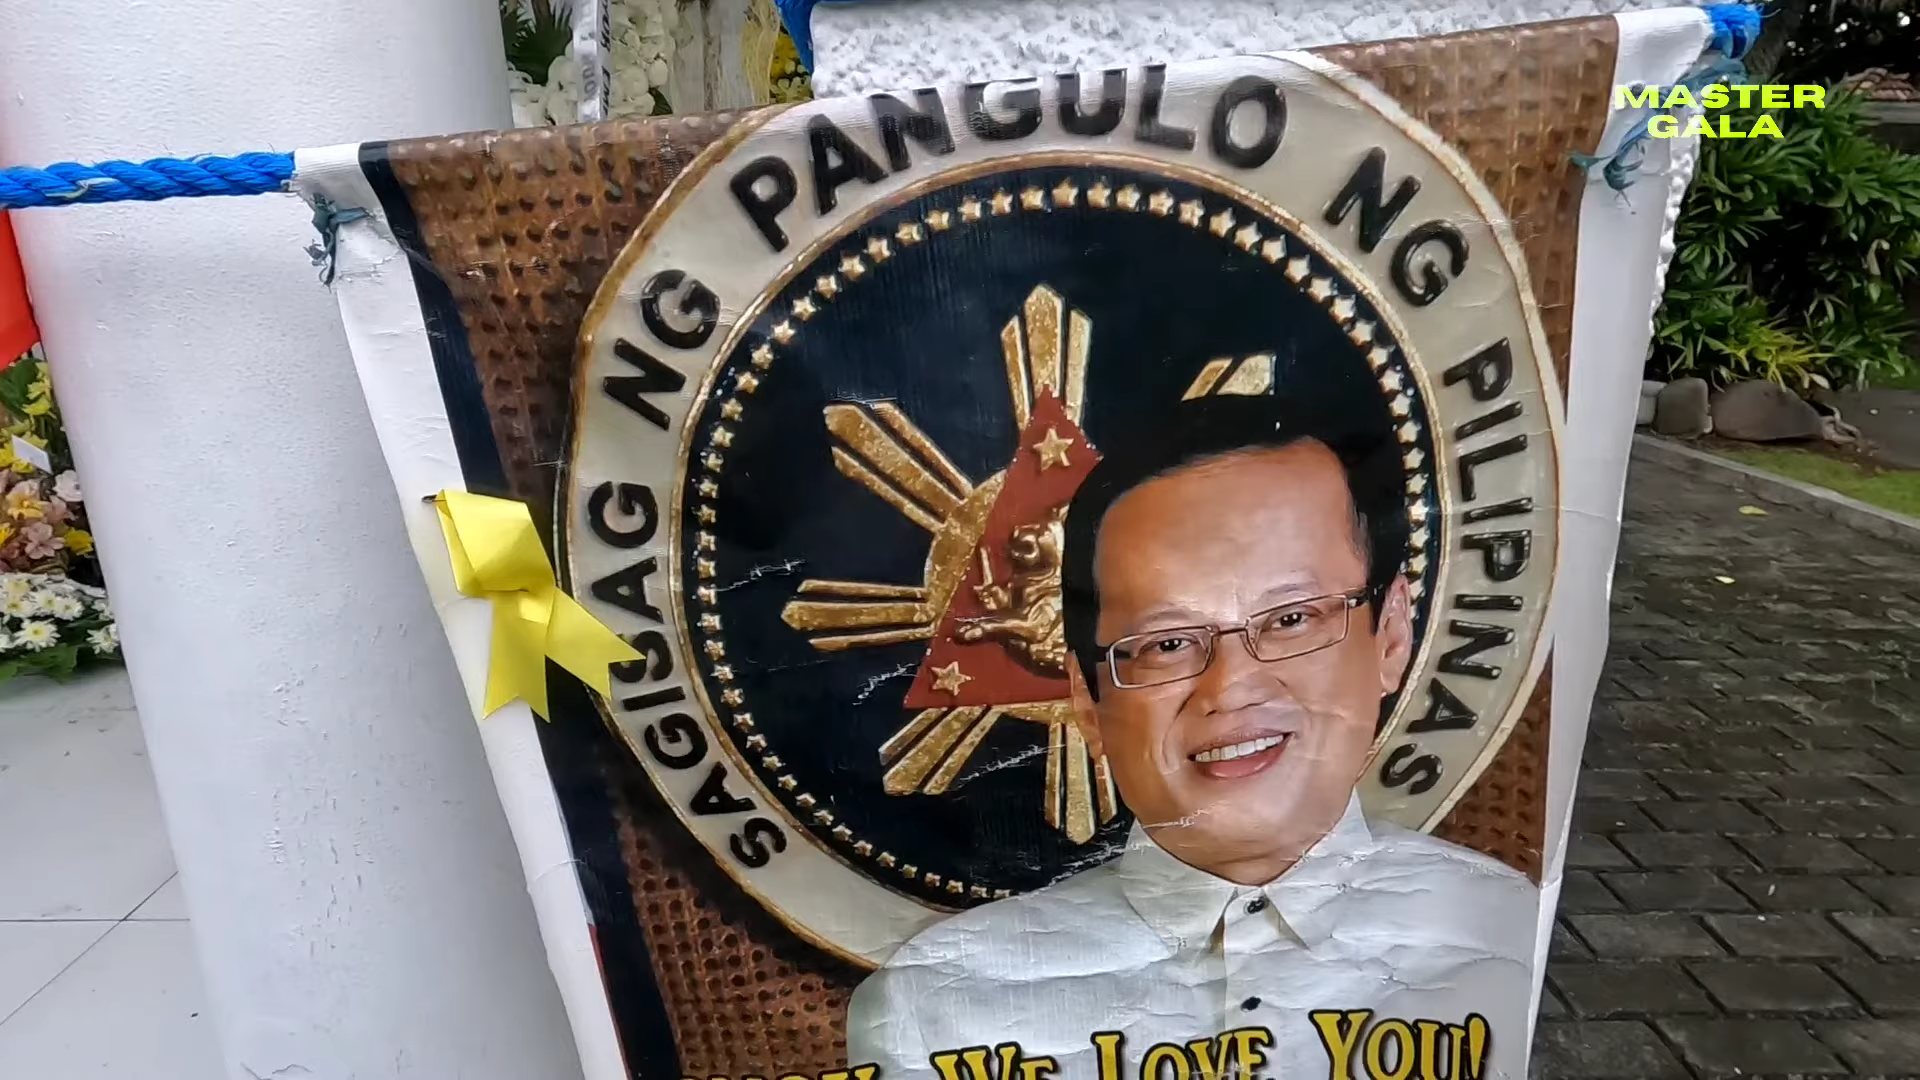 MASTER
GALA
SAGISAG NG PANGULO NG PILIPINAS
WE LOVE YOU!